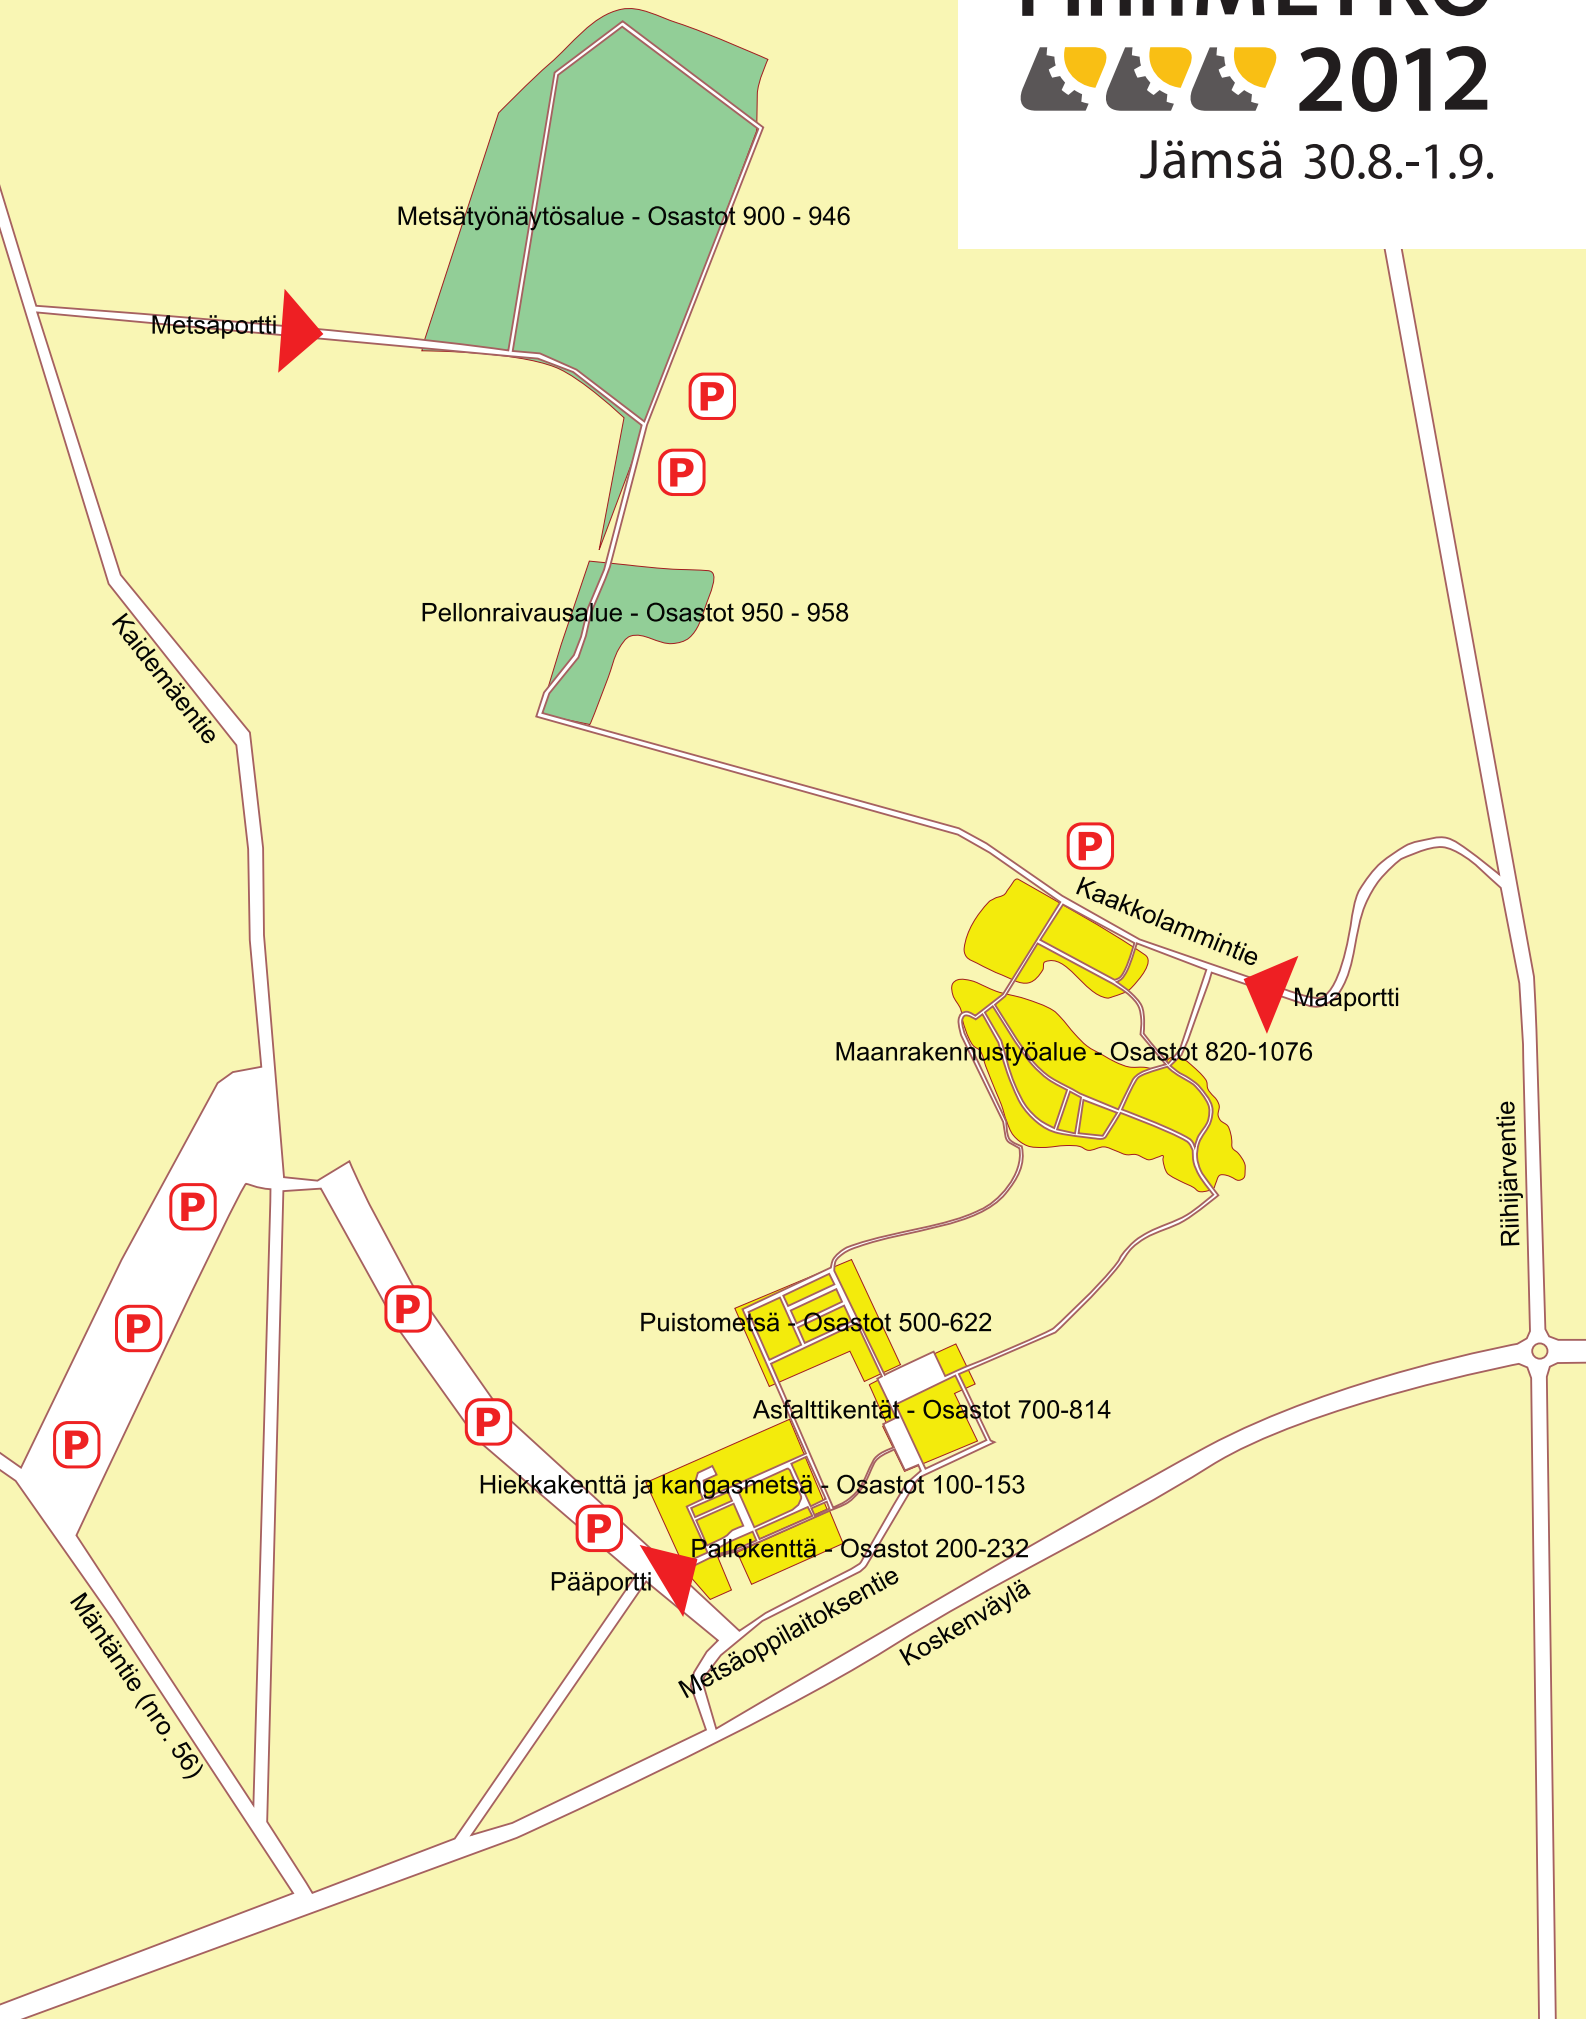 FinnMETKO
2012
Jämsä 30.8.-1.9.
Metsätyönäytösalue - Osastot 900 - 946
Metsäportti
P
P
Pellonraivausalue - Osastot 950 - 958
Kaidemäentie
P
Kaakkolammintie
Maaportti
Maanrakennustyöalue - Osastot 820-1076
Riihijärventie
P
P
P
Puistometsä - Osastot 500-622
Asfalttikentät - Osastot 700-814
P
P
Hiekkakenttä ja kangasmetsä - Osastot 100-153
P
Pallokenttä - Osastot 200-232
Pääportti
Metsäoppilaitoksentie
Koskenväylä
Mäntäntie (nro. 56)